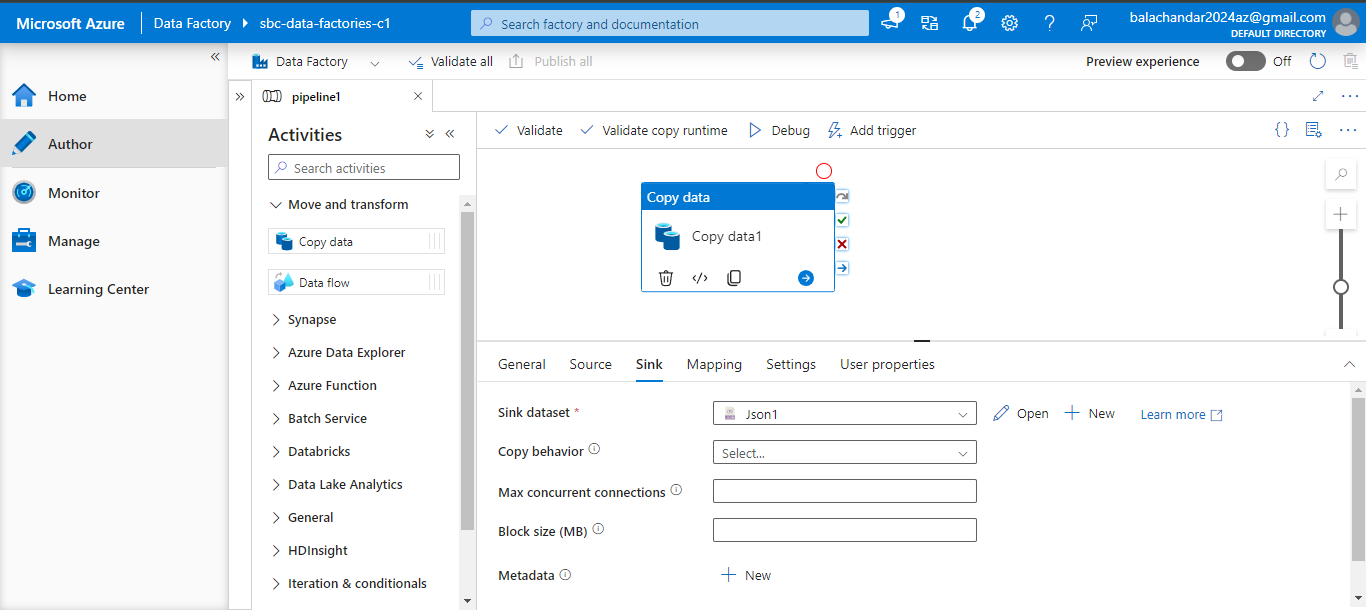 Microsoft Azure
Data Factory
sbc-data-factories-c1
Search factory and documentation
1
2
balachandar2024az@gmail.com
DEFAULT DIRECTORY
Data Factory
Validate all
Publish all
Preview experience
Off
Home
Author
Monitor
Manage
Learning Center
pipeline1
Activities
Search activities
Move and transform
Copy data
Data flow
Synapse
Azure Data Explorer
Azure Function
Batch Service
Databricks
Data Lake Analytics
General
HDInsight
Iteration & conditionals
Validate
Validate copy runtime
Debug
Add trigger
Copy data
Copy data1
General
Source
Sink
Mapping
Settings
User properties
Sink dataset *
Json1
Open
New
Learn more
Copy behavior
Select...
Max concurrent connections
Block size (MB)
Metadata
New